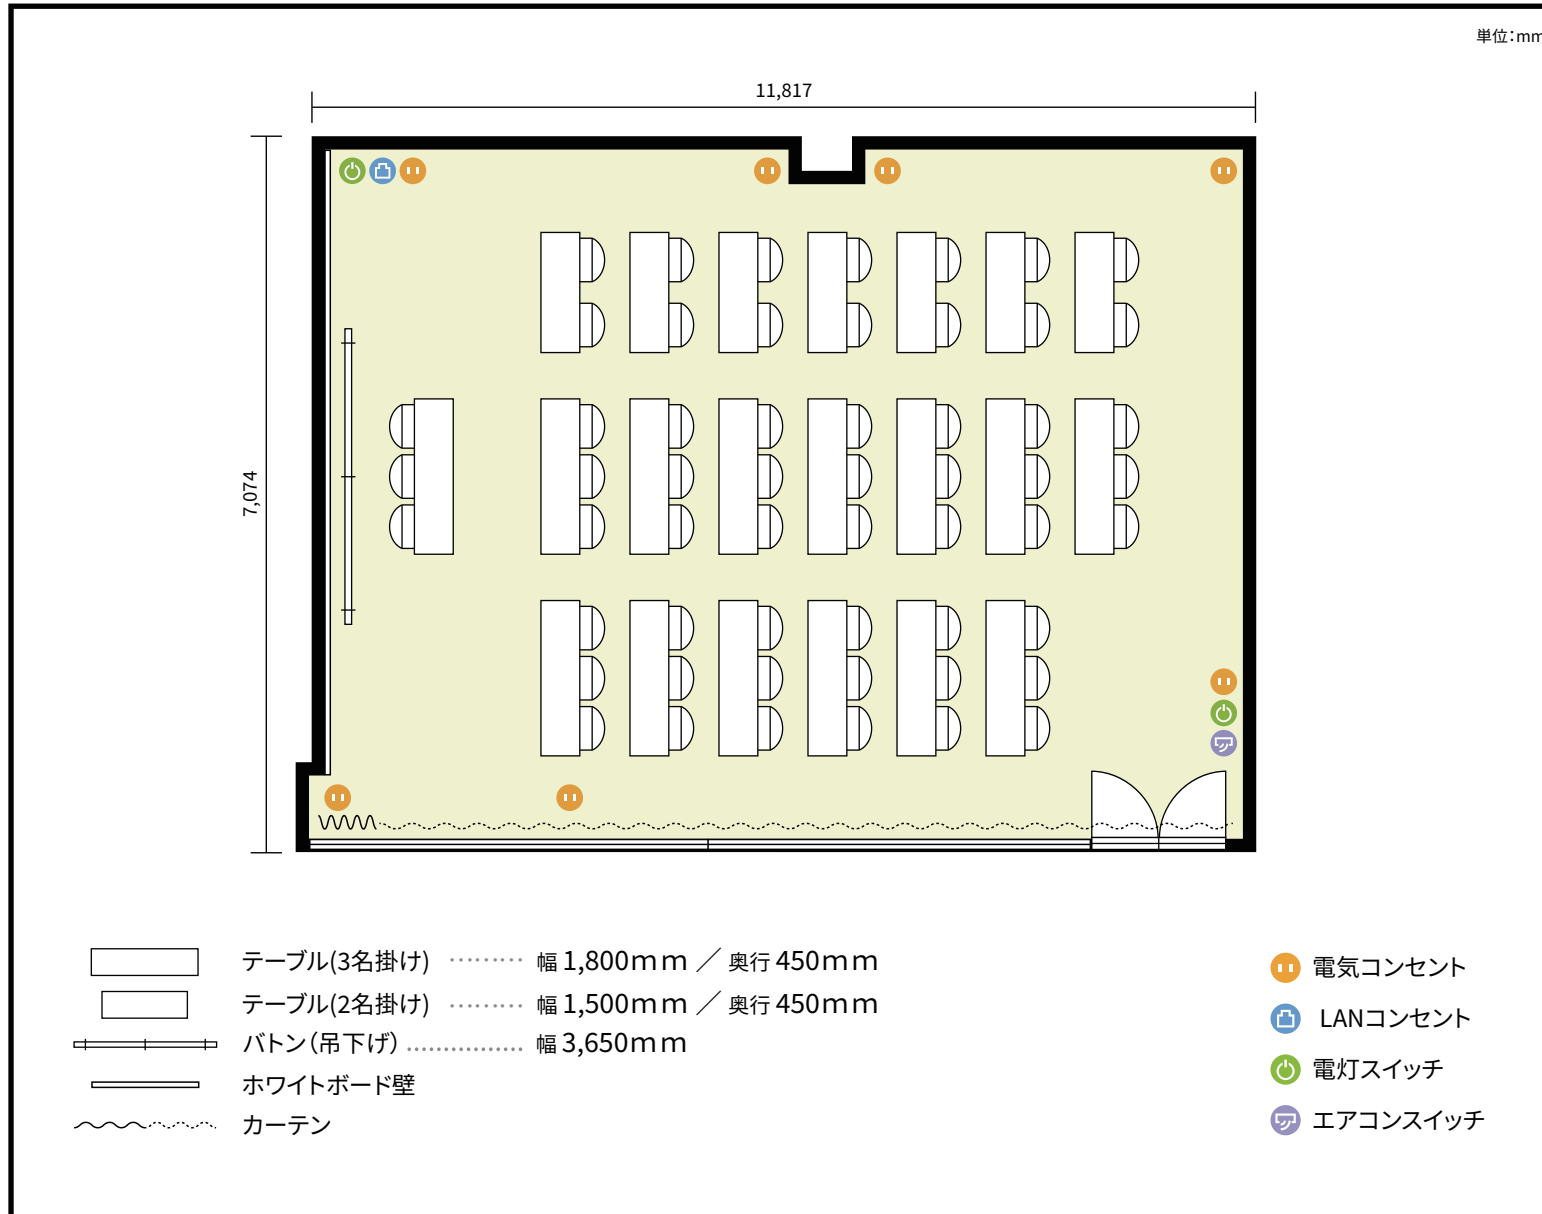 単位：mm
11,817
7,074
テーブル(3名掛け) ……… 幅 1,800mm ／ 奥行 450mm
テーブル(2名掛け) ……… 幅 1,500mm ／ 奥行 450mm
バトン（吊下げ） ................. 幅 3,650mm
ホワイトボード壁
カーテン
電気コンセント
LANコンセント
電灯スイッチ
エアコンスイッチ